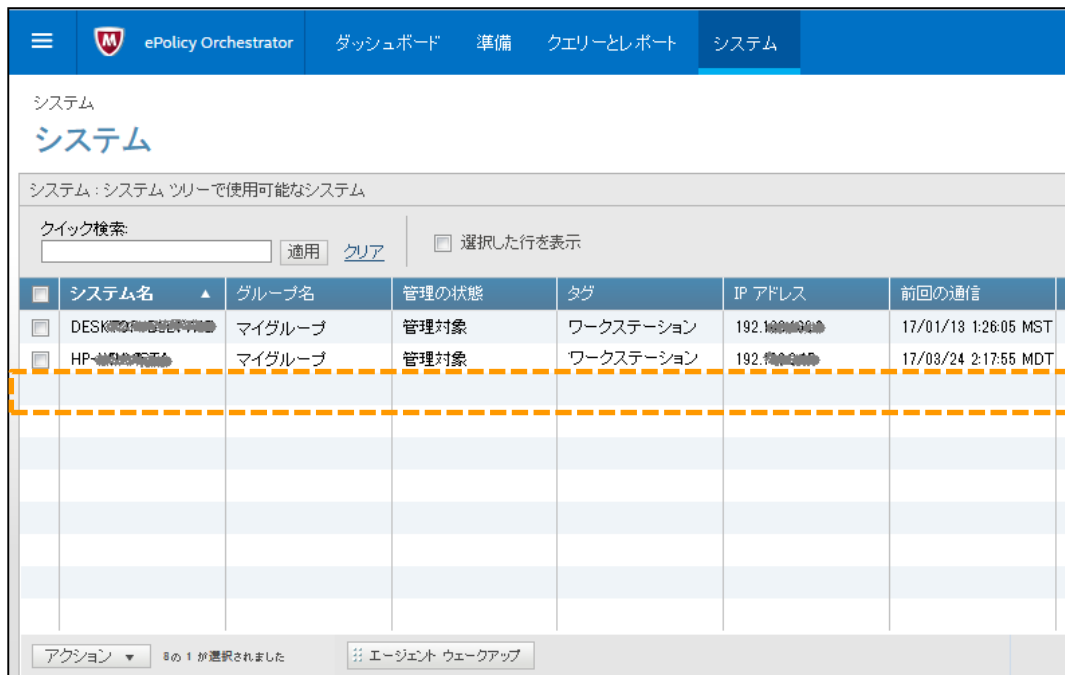 ePolicy Orchestrator ダッシュボード 準備 クエリーとレポート システム
システム
システム
システム : システム ツリーで使用可能なシステム
クイック検索:
適用 クリア 選択した行を表示
システム名 ▲ グループ名 管理の状態 タグ IP アドレス 前回の通信
マイグループ 管理対象 ワークステーション 17/01/13 1:26:05 MST
マイグループ 管理対象 ワークステーション 17/03/24 2:17:55 MDT
アクション ▼ 8の 1 が選択されました エージェント ウェークアップ